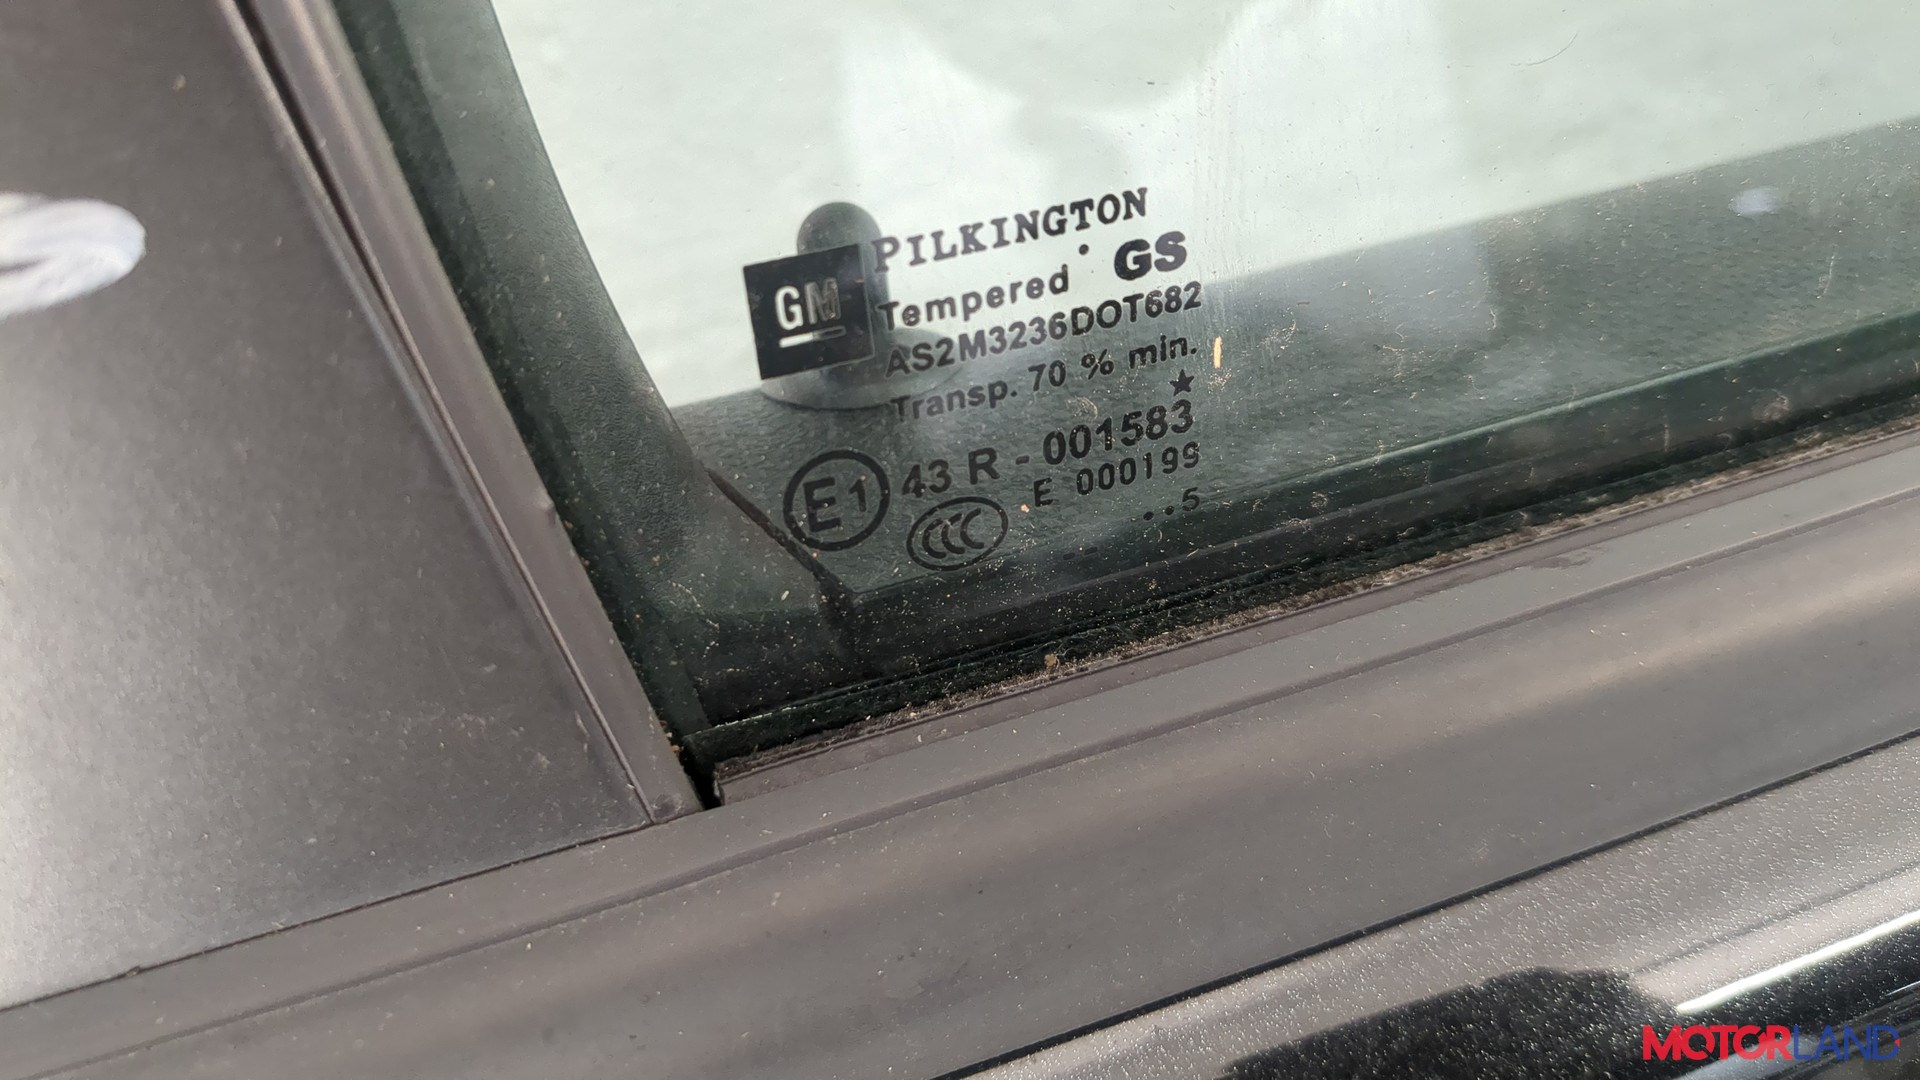 GM
PILKINGTON
Tempered GS
AS2M3236DOT682
Transp. 70 % min.
E1 43 R - 001583
CCC E 000199
..5
MOTORLAND